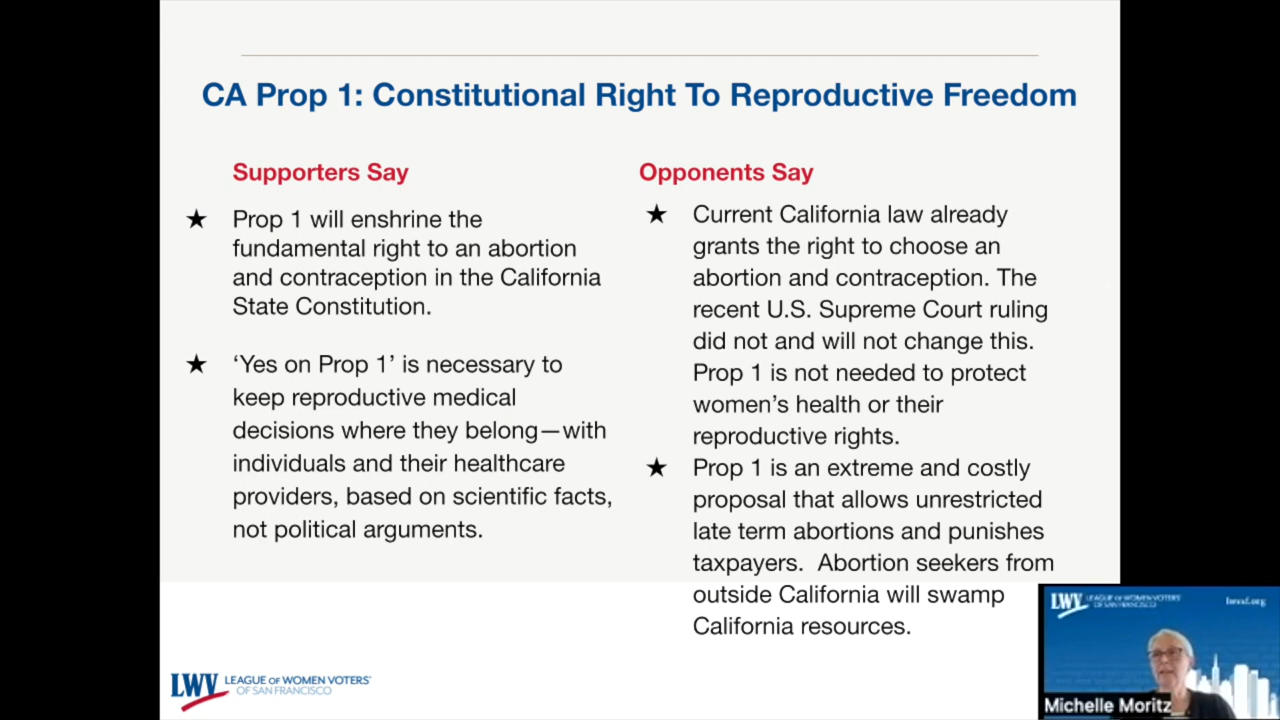 CA Prop 1: Constitutional Right To Reproductive Freedom
Supporters Say
★ Prop 1 will enshrine the
fundamental right to an abortion
and contraception in the California
State Constitution.
★ ‘Yes on Prop 1’ is necessary to
keep reproductive medical
decisions where they belong—with
individuals and their healthcare
providers, based on scientific facts,
not political arguments.
Opponents Say
★ Current California law already
grants the right to choose an
abortion and contraception. The
recent U.S. Supreme Court ruling
did not and will not change this.
Prop 1 is not needed to protect
women’s health or their
reproductive rights.
★ Prop 1 is an extreme and costly
proposal that allows unrestricted
late term abortions and punishes
taxpayers.  Abortion seekers from
outside California will swamp
California resources.
LWV LEAGUE OF WOMEN VOTERS®
OF SAN FRANCISCO
LWV LEAGUE OF WOMEN VOTERS®
OF SAN FRANCISCO
lwvsf.org
Michelle Moritz